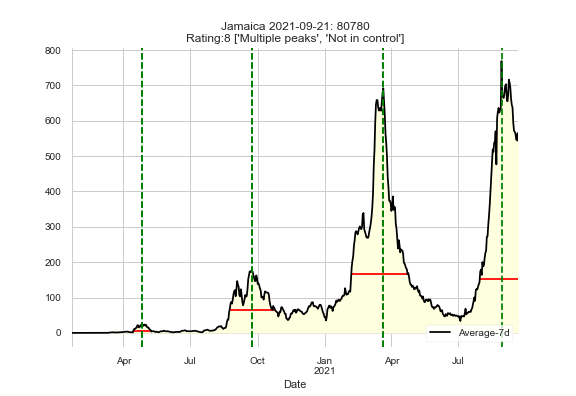 Jamaica 2021-09-21: 80780
Rating:8 ['Multiple peaks', 'Not in control']
800
700
600
500
400
300
200
100
0
Average-7d
Apr Jul Oct Jan Apr Jul
2021
Date